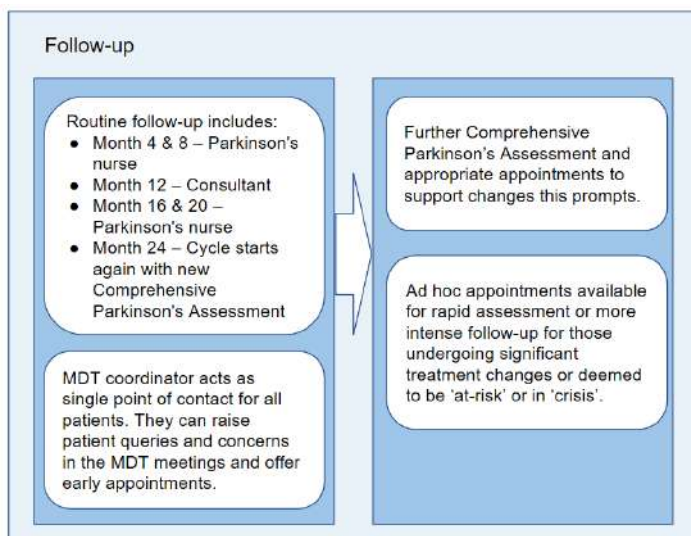 Follow-up
Routine follow-up includes:
● Month 4 & 8 – Parkinson's
nurse
● Month 12 – Consultant
● Month 16 & 20 –
Parkinson's nurse
● Month 24 – Cycle starts
again with new
Comprehensive
Parkinson's Assessment
MDT coordinator acts as
single point of contact for all
patients. They can raise
patient queries and concerns
in the MDT meetings and offer
early appointments.
Further Comprehensive
Parkinson's Assessment and
appropriate appointments to
support changes this prompts.
Ad hoc appointments available
for rapid assessment or more
intense follow-up for those
undergoing significant
treatment changes or deemed
to be 'at-risk' or in 'crisis'.